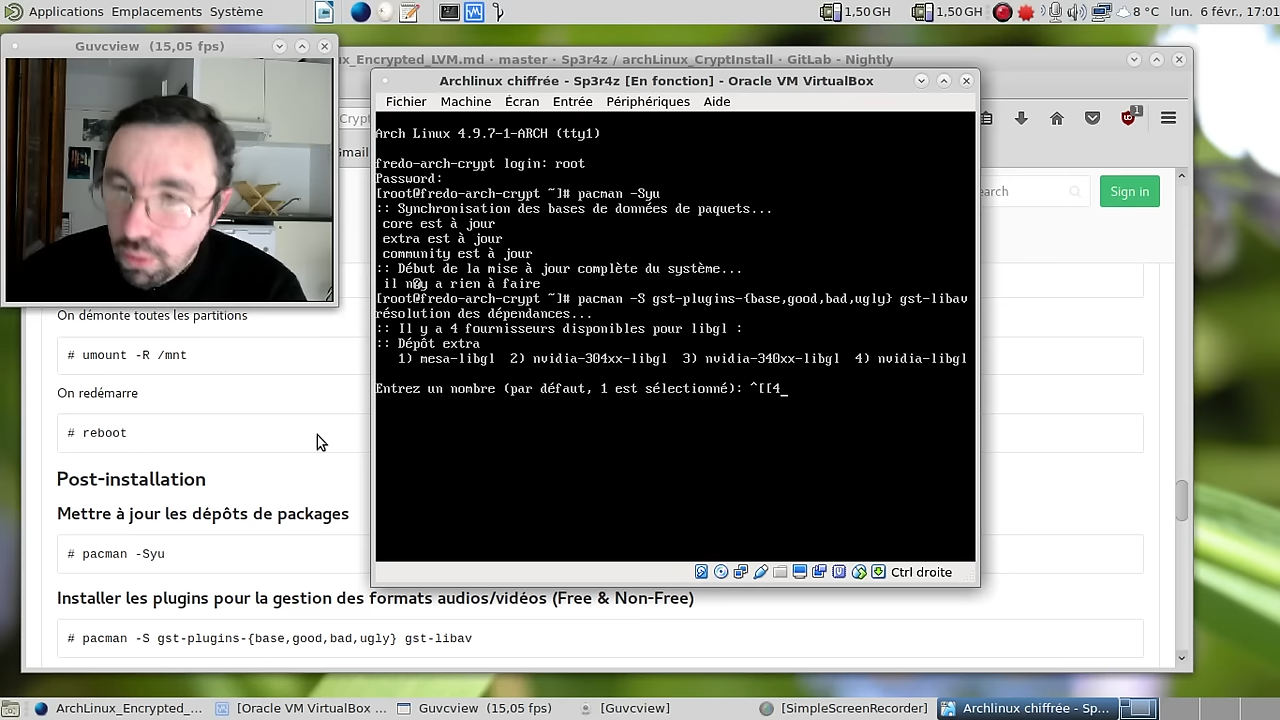 Applications Emplacements Système
1,50 GH
1,50 GH
8 °C
lun. 6 févr., 17:01
Guvcview (15,05 fps)
x_Encrypted_LVM.md · master · Sp3r4z / archLinux_CryptInstall · GitLab - Nightly
Archlinux chiffrée - Sp3r4z [En fonction] - Oracle VM VirtualBox
Fichier Machine Écran Entrée Périphériques Aide
Crypt
1
Gmail
earch
Sign in
Arch Linux 4.9.7-1-ARCH (tty1)
fredo-arch-crypt login: root
Password:
[root@fredo-arch-crypt ~]# pacman -Syu
:: Synchronisation des bases de données de paquets...
core est à jour
extra est à jour
community est à jour
:: Début de la mise à jour complète du système...
il n�y a rien à faire
[root@fredo-arch-crypt ~]# pacman -S gst-plugins-{base,good,bad,ugly} gst-libav
résolution des dépendances...
:: Il y a 4 fournisseurs disponibles pour libgl :
:: Dépôt extra
1) mesa-libgl 2) nvidia-304xx-libgl 3) nvidia-340xx-libgl 4) nvidia-libgl
Entrez un nombre (par défaut, 1 est sélectionné): ^[[4_
Ctrl droite
On démonte toutes les partitions
# umount -R /mnt
On redémarre
# reboot
Post-installation
Mettre à jour les dépôts de packages
# pacman -Syu
Installer les plugins pour la gestion des formats audios/vidéos (Free & Non-Free)
# pacman -S gst-plugins-{base,good,bad,ugly} gst-libav
ArchLinux_Encrypted_...
[Oracle VM VirtualBox ...
Guvcview (15,05 fps)
[Guvcview]
[SimpleScreenRecorder]
Archlinux chiffrée - Sp...